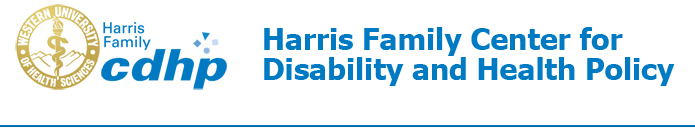 WESTERN UNIVERSITY
OF HEALTH SCIENCES
Harris
Family
cdhp
Harris Family Center for
Disability and Health Policy